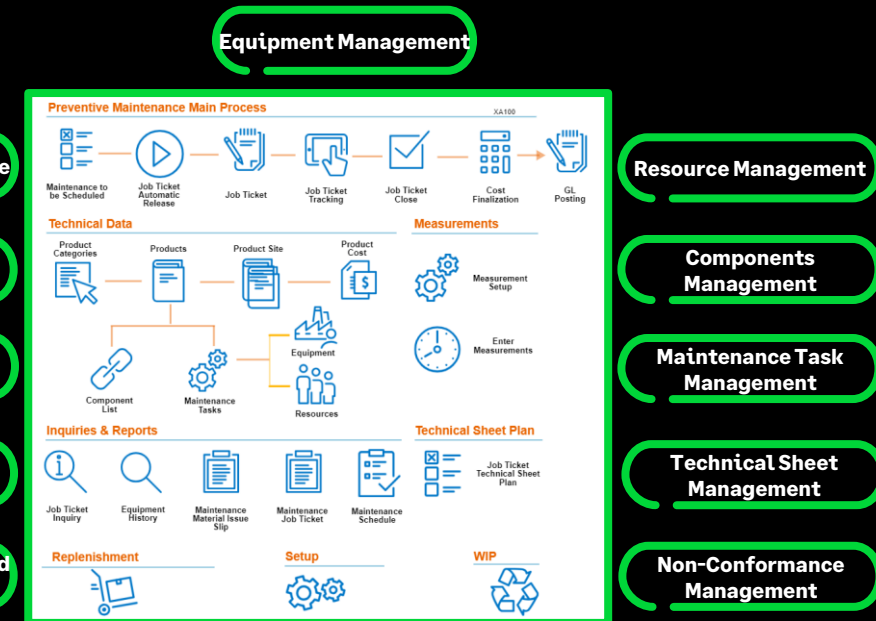 Equipment Management
Preventive Maintenance Main Process
XA100
Maintenance to
be Scheduled
Job Ticket
Automatic
Release
Job Ticket
Job Ticket
Tracking
Job Ticket
Close
Cost
Finalization
GL
Posting
Technical Data
Measurements
Product
Categories
Products
Product Site
Product
Cost
$
Measurement
Setup
Enter
Measurements
Equipment
Resources
Component
List
Maintenance
Tasks
Inquiries & Reports
Technical Sheet Plan
i
Job Ticket
Inquiry
Equipment
History
Maintenance
Material Issue
Slip
Maintenance
Job Ticket
Maintenance
Schedule
Job Ticket
Technical Sheet
Plan
Replenishment
Setup
WIP
Resource Management
Components
Management
Maintenance Task
Management
Technical Sheet
Management
Non-Conformance
Management